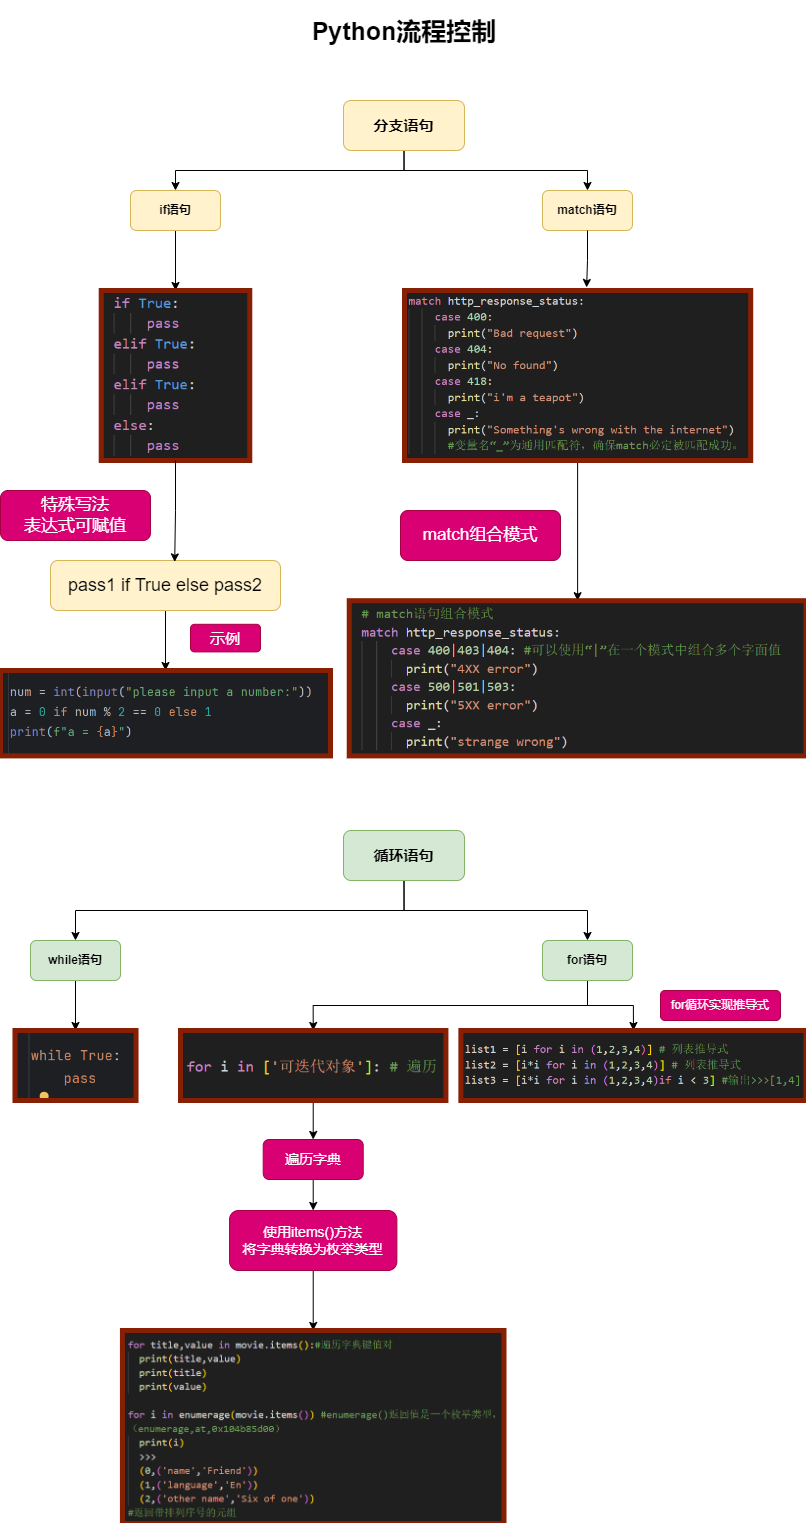 Python流程控制
分支语句
if语句
match语句
if True:
pass
elif True:
pass
elif True:
pass
else:
pass
match http_response_status:
case 400:
print("Bad request")
case 404:
print("No found")
case 418:
print("i'm a teapot")
case _:
print("Something's wrong with the internet")
#变量名“_”为通用匹配符，确保match必定被匹配成功。
特殊写法
表达式可赋值
match组合模式
pass1 if True else pass2
示例
num = int(input("please input a number:"))
a = 0 if num % 2 == 0 else 1
print(f"a = {a}")
# match语句组合模式
match http_response_status:
case 400|403|404: #可以使用“|”在一个模式中组合多个字面值
print("4XX error")
case 500|501|503:
print("5XX error")
case _:
print("strange wrong")
循环语句
while语句
for语句
for循环实现推导式
while True:
pass
for i in ['可迭代对象']: # 遍历
list1 = [i for i in (1,2,3,4)] # 列表推导式
list2 = [i*i for i in (1,2,3,4)] # 列表推导式
list3 = [i*i for i in (1,2,3,4)if i < 3] #输出>>>[1,4]
遍历字典
使用items()方法
将字典转换为枚举类型
for title,value in movie.items():#遍历字典键值对
print(title,value)
print(title)
print(value)
for i in enumerage(movie.items()) #enumerage()返回值是一个枚举类型，
（enumerage,at,0x104b85d00）
print(i)
>>>
(0,('name','Friend'))
(1,('language','En'))
(2,('other name','Six of one'))
#返回带排列序号的元组